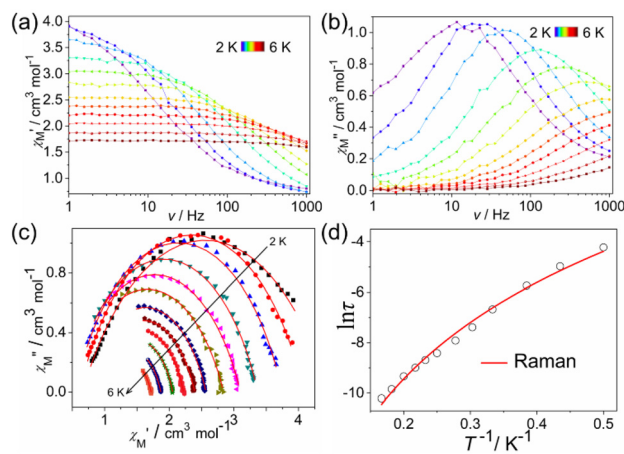 (a)
2 K 6 K
χM′ / cm³ mol⁻¹
4.0
3.5
3.0
2.5
2.0
1.5
1.0
1 10 100 1000
ν / Hz
(b)
2 K 6 K
χM″ / cm³ mol⁻¹
1.0
0.8
0.6
0.4
0.2
0.0
1 10 100 1000
ν / Hz
(c)
2 K
6 K
χM″ / cm³ mol⁻¹
0.8
0.4
0.0
1 2 3 4
χM′ / cm³ mol⁻¹
(d)
lnτ
-4
-6
-8
-10
Raman
0.2 0.3 0.4 0.5
T⁻¹/ K⁻¹